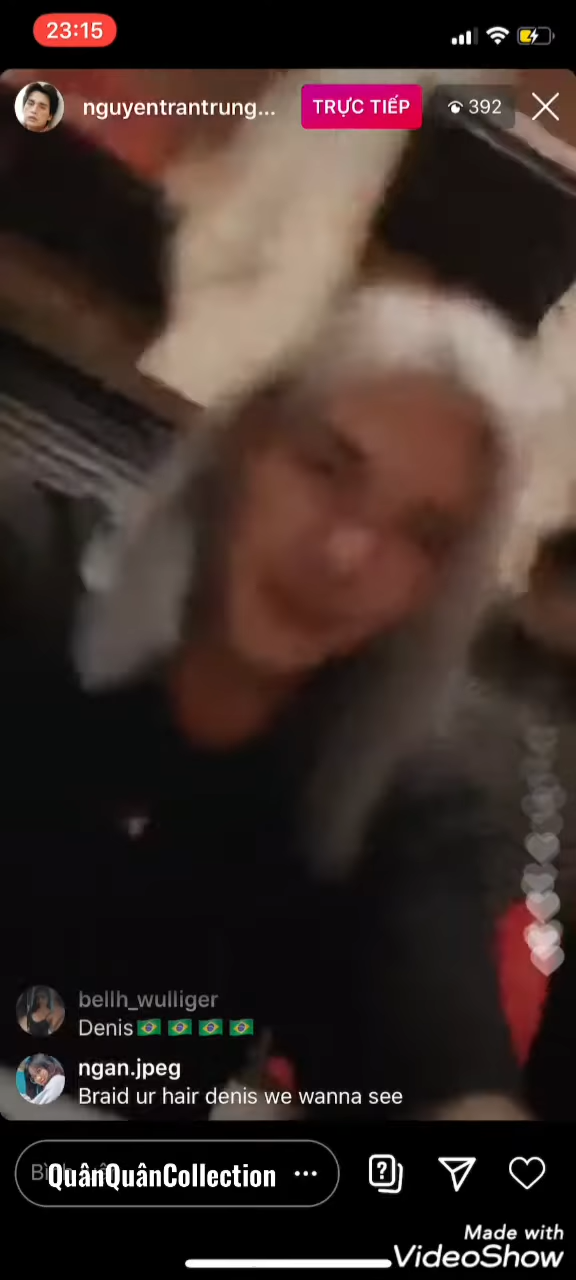 23:15
nguyentrantrung...
TRỰC TIẾP
392
bellh_wulliger
Denis🇧🇷🇧🇷🇧🇷🇧🇷
ngan.jpeg
Braid ur hair denis we wanna see
QuânQuânCollection
Made with
VideoShow